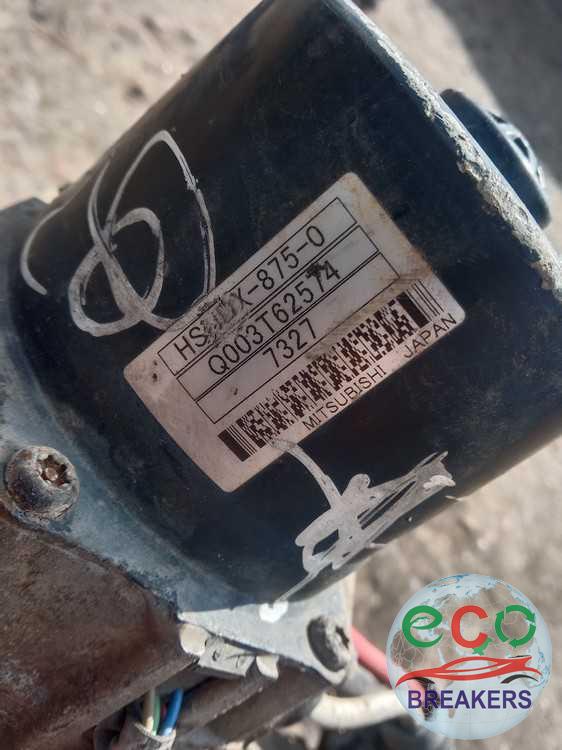 Q003T62574
7327
MITSUBISHI JAPAN
eco
BREAKERS